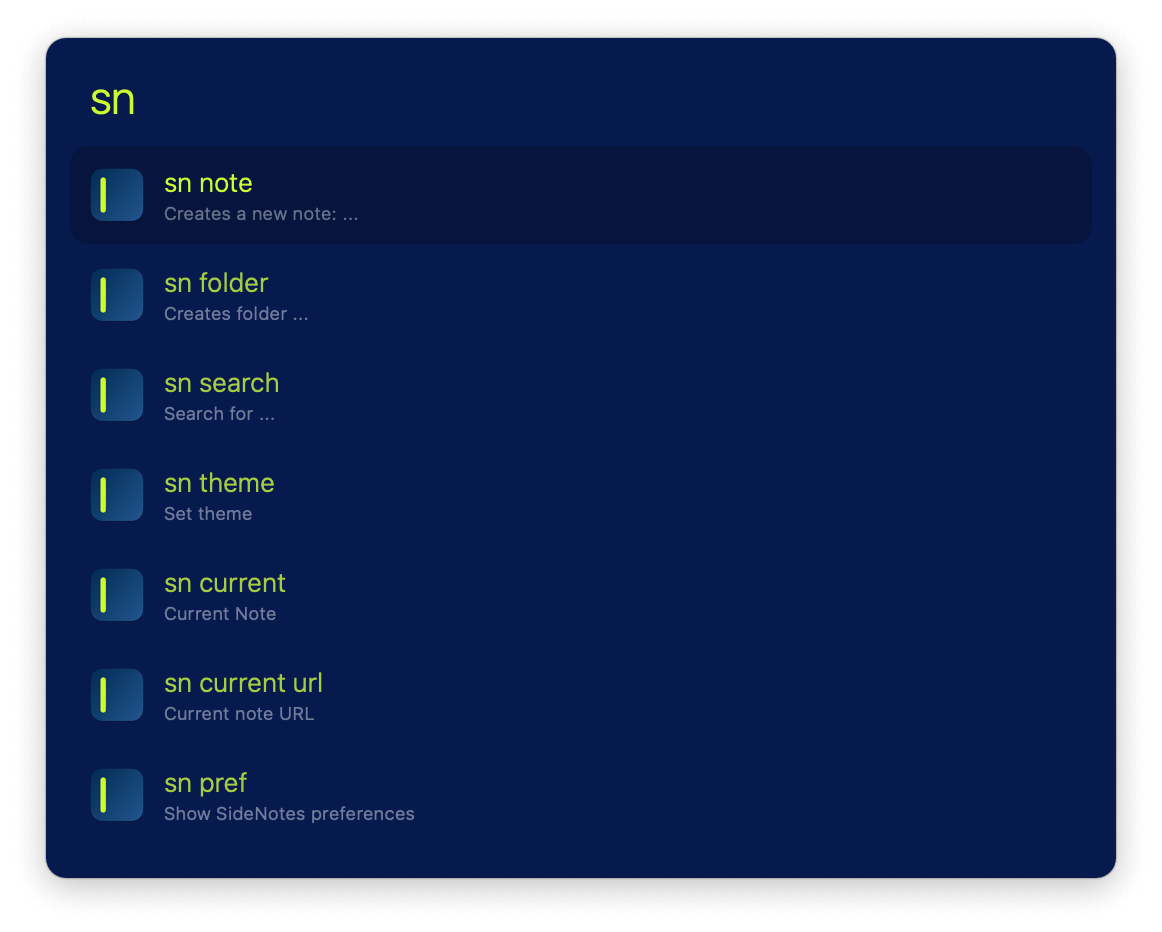 sn
sn note
Creates a new note: ...
sn folder
Creates folder ...
sn search
Search for ...
sn theme
Set theme
sn current
Current Note
sn current url
Current note URL
sn pref
Show SideNotes preferences